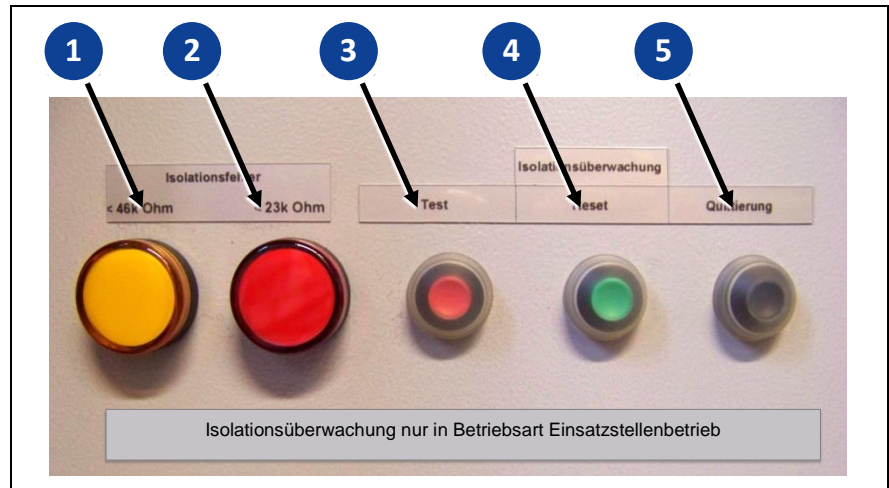 1 2 3 4 5
Isolationsfehler
< 46k Ohm < 23k Ohm
Isolationsüberwachung
Test Reset Quittierung
Isolationsüberwachung nur in Betriebsart Einsatzstellenbetrieb